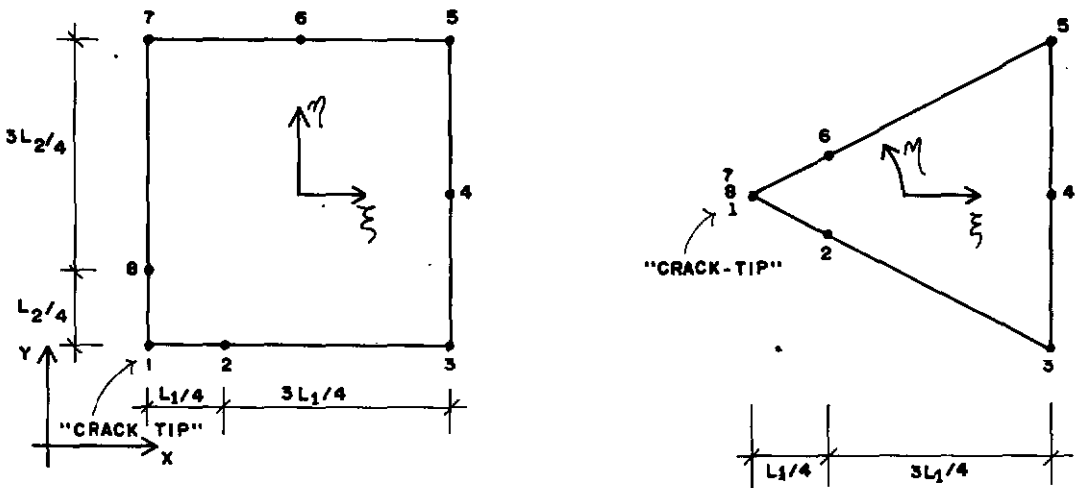 7 6 5
3L₂/4
η
4
ξ
8
L₂/4
Y
1 2 3
L₁/4 3L₁/4
"CRACK TIP"
X
5
6
η
7
8
1
4
ξ
2
"CRACK-TIP"
3
L₁/4 3L₁/4